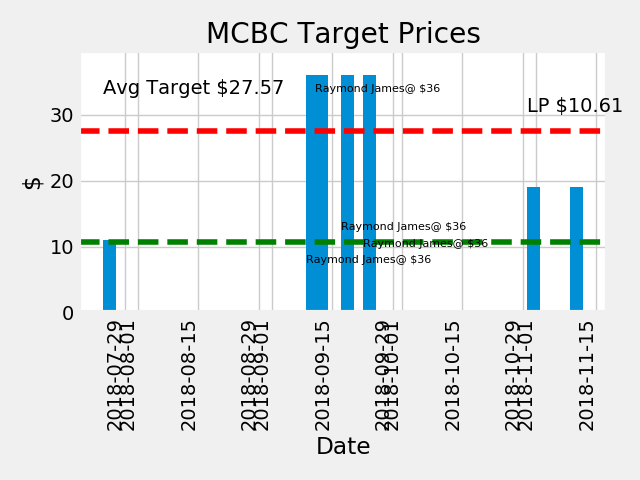 MCBC Target Prices
Avg Target $27.57
Raymond James@ $36
LP $10.61
Raymond James@ $36
Raymond James@ $36
Raymond James@ $36
$
30
20
10
0
2018-07-29
2018-08-01
2018-08-15
2018-08-29
2018-09-01
2018-09-15
2018-09-29
2018-10-01
2018-10-15
2018-10-29
2018-11-01
2018-11-15
Date